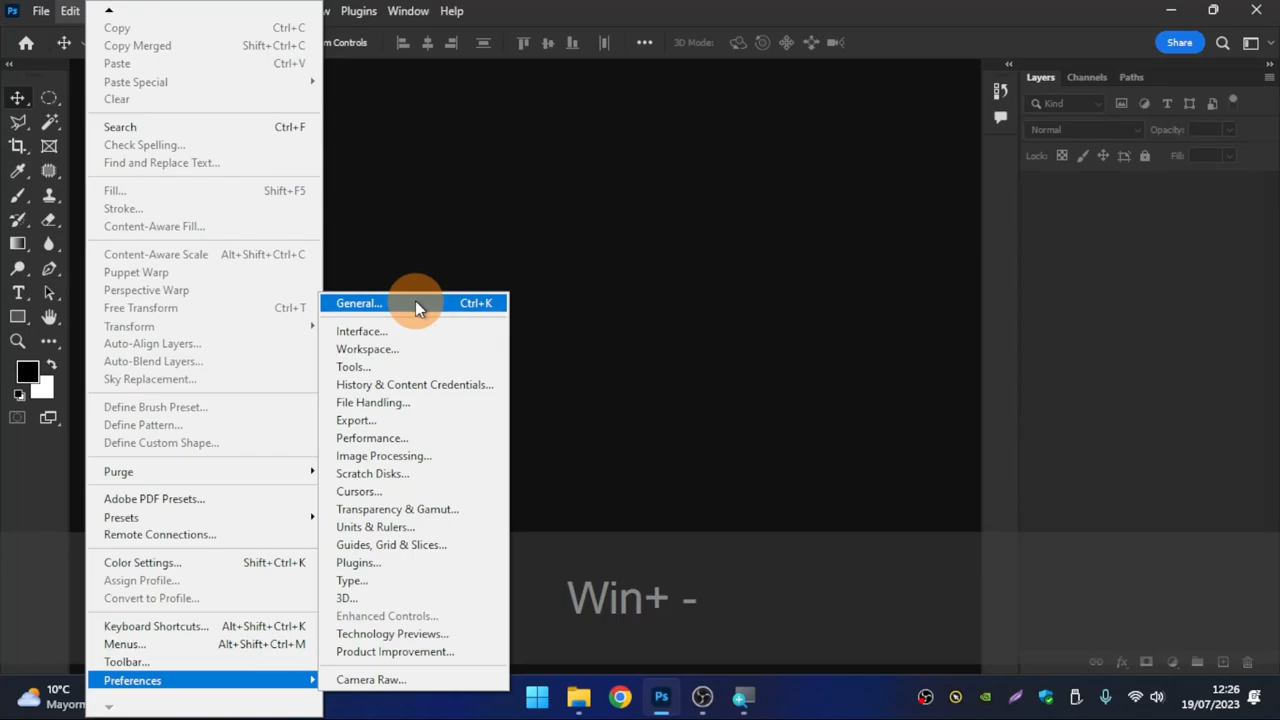 Ps File Edit w Plugins Window Help
m Controls 3D Mode: Share
Copy Ctrl+C
Copy Merged Shift+Ctrl+C
Paste Ctrl+V
Paste Special
Clear
Search Ctrl+F
Check Spelling...
Find and Replace Text...
Fill... Shift+F5
Stroke...
Content-Aware Fill...
Content-Aware Scale Alt+Shift+Ctrl+C
Puppet Warp
Perspective Warp
Free Transform Ctrl+T
Transform
Auto-Align Layers...
Auto-Blend Layers...
Sky Replacement...
Define Brush Preset...
Define Pattern...
Define Custom Shape...
Purge
Adobe PDF Presets...
Presets
Remote Connections...
Color Settings... Shift+Ctrl+K
Assign Profile...
Convert to Profile...
Keyboard Shortcuts... Alt+Shift+Ctrl+K
Menus... Alt+Shift+Ctrl+M
Toolbar...
Preferences
General... Ctrl+K
Interface...
Workspace...
Tools...
History & Content Credentials...
File Handling...
Export...
Performance...
Image Processing...
Scratch Disks...
Cursors...
Transparency & Gamut...
Units & Rulers...
Guides, Grid & Slices...
Plugins...
Type...
3D...
Enhanced Controls...
Technology Previews...
Product Improvement...
Camera Raw...
Win+ -
Layers Channels Paths
Kind
Normal Opacity:
Lock: Fill:
fx
10°C
Mayorm
Ps
12:26
19/07/2023